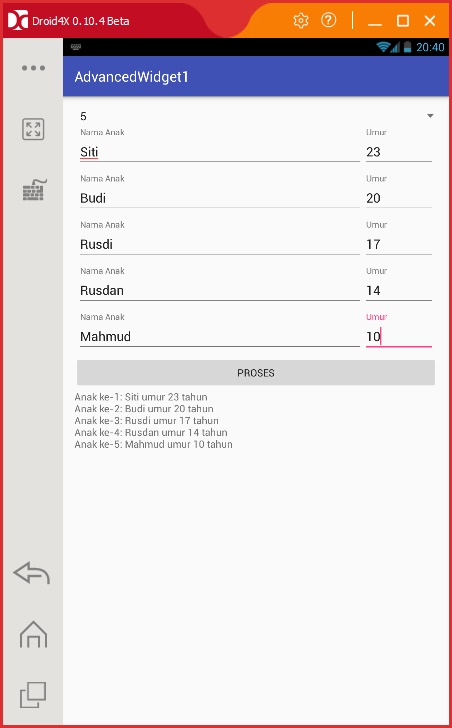 Droid4X 0.10.4 Beta
20:40
AdvancedWidget1
5
Nama Anak Umur
Siti 23
Nama Anak Umur
Budi 20
Nama Anak Umur
Rusdi 17
Nama Anak Umur
Rusdan 14
Nama Anak Umur
Mahmud 10
PROSES
Anak ke-1: Siti umur 23 tahun
Anak ke-2: Budi umur 20 tahun
Anak ke-3: Rusdi umur 17 tahun
Anak ke-4: Rusdan umur 14 tahun
Anak ke-5: Mahmud umur 10 tahun